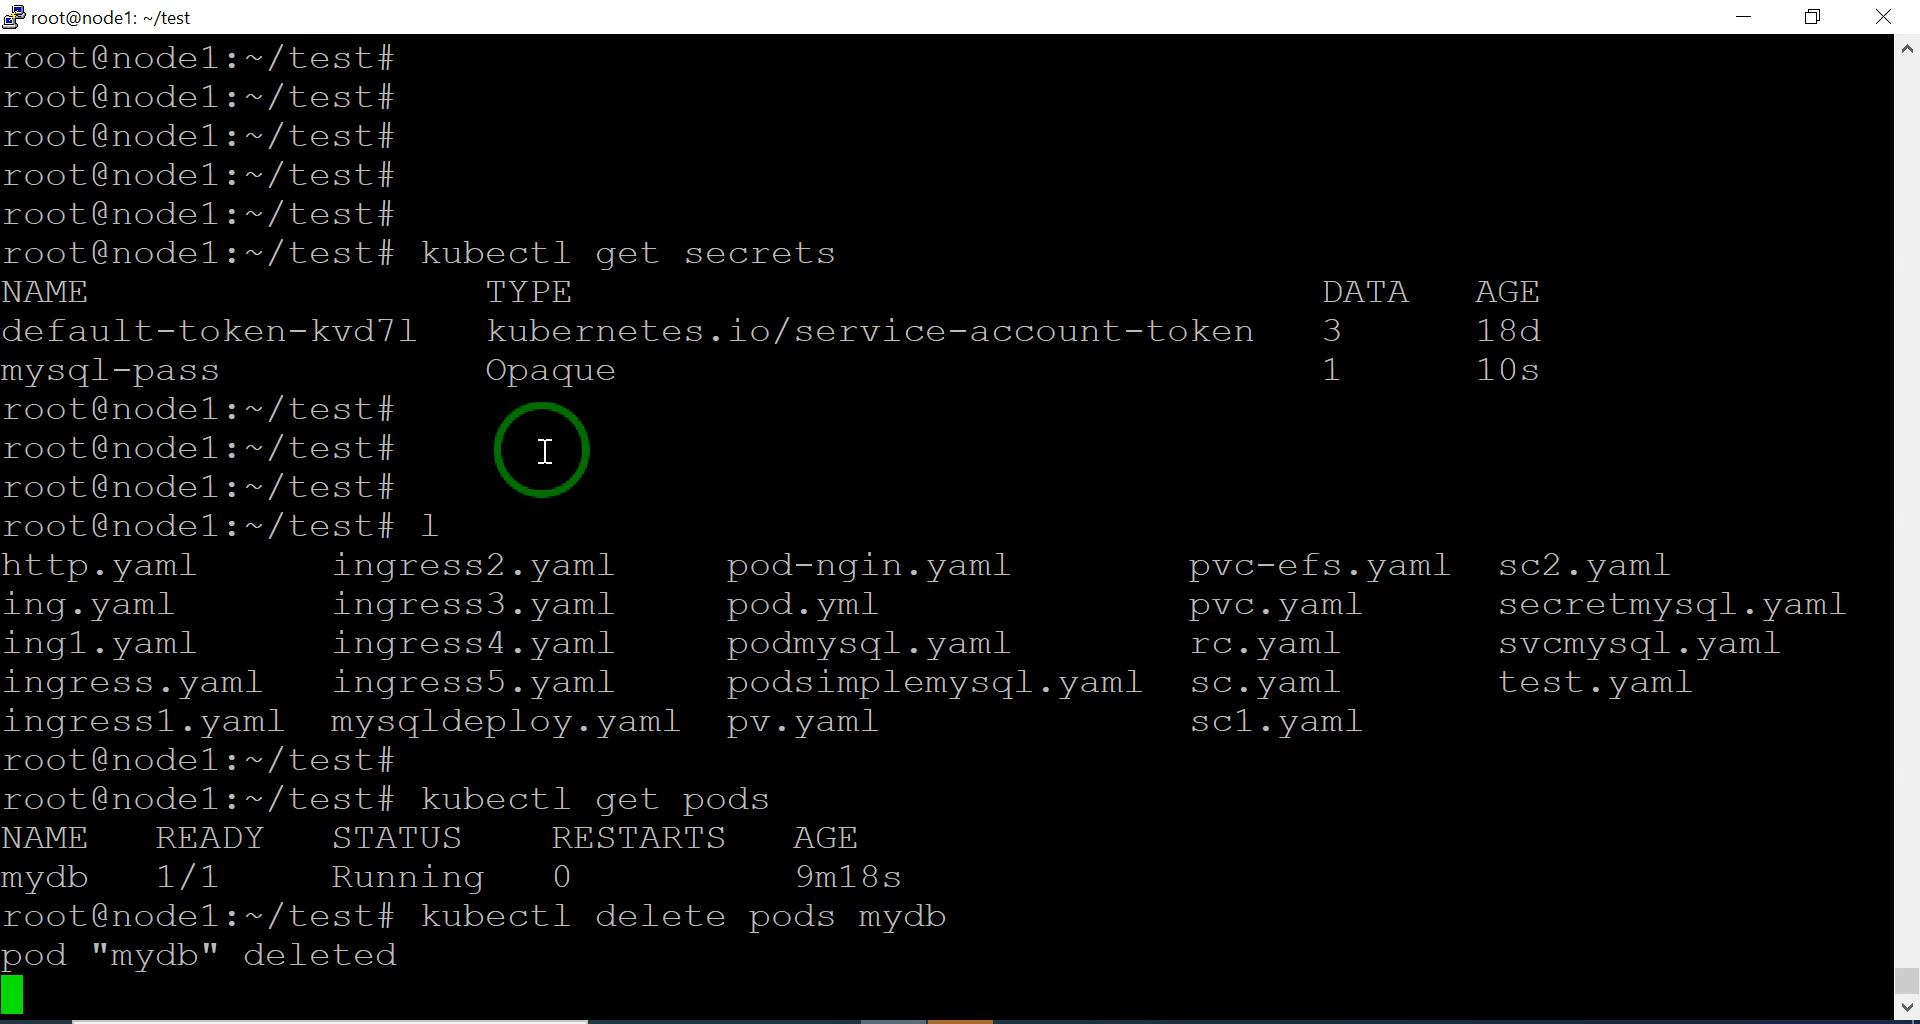 root@node1: ~/test
root@node1:~/test#
root@node1:~/test#
root@node1:~/test#
root@node1:~/test#
root@node1:~/test#
root@node1:~/test# kubectl get secrets
NAME TYPE DATA AGE
default-token-kvd7l kubernetes.io/service-account-token 3 18d
mysql-pass Opaque 1 10s
root@node1:~/test#
root@node1:~/test#
root@node1:~/test#
root@node1:~/test# l
http.yaml ingress2.yaml pod-ngin.yaml pvc-efs.yaml sc2.yaml
ing.yaml ingress3.yaml pod.yml pvc.yaml secretmysql.yaml
ing1.yaml ingress4.yaml podmysql.yaml rc.yaml svcmysql.yaml
ingress.yaml ingress5.yaml podsimplemysql.yaml sc.yaml test.yaml
ingress1.yaml mysqldeploy.yaml pv.yaml sc1.yaml
root@node1:~/test#
root@node1:~/test# kubectl get pods
NAME READY STATUS RESTARTS AGE
mydb 1/1 Running 0 9m18s
root@node1:~/test# kubectl delete pods mydb
pod "mydb" deleted